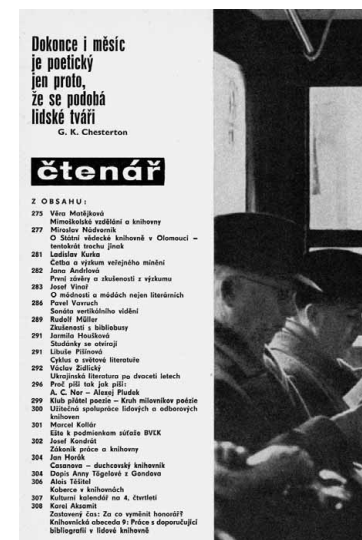 Dokonce i měsíc
je poetický
jen proto,
že se podobá
lidské tváři
G. K. Chesterton
čtenář
Z OBSAHU:
275 Věra Matějková
Mimoškolské vzdělání a knihovny
277 Miroslav Nádvorník
O Státní vědecké knihovně v Olomouci –
tentokrát trochu jinak
281 Ladislav Kurka
Četba a výzkum veřejného mínění
282 Jana Andrlová
První závěry a zkušenosti z výzkumu
283 Josef Vinař
O módnosti a módách nejen literárních
286 Pavel Vavruch
Sonáta vertikálního vidění
289 Rudolf Müller
Zkušenosti s bibliobusy
291 Jarmila Houšková
Studánky se otvírají
291 Libuše Píšinová
Cyklus o světové literatuře
292 Václav Židlický
Ukrajinská literatura po dvaceti letech
296 Proč píši tak jak píši:
A. C. Nor – Alexej Pludek
299 Klub přátel poezie – Kruh milovníků poézie
300 Užitečná spolupráce lidových a odborových
knihoven
301 Marcel Kollár
Ešte k podmienkam súťaže BVĽK
302 Josef Kondrát
Zákoník práce a knihovny
304 Jan Horák
Casanova – duchcovský knihovník
304 Dopis Anny Tögelové z Gandova
306 Alois Těšitel
Koberce v knihovnách
307 Kulturní kalendář na 4. čtvrtletí
308 Karel Aksamit
Zastavený čas: Za co vyměnit honorář?
Knihovnická abeceda 9: Práce s doporučující
bibliografií v lidové knihovně